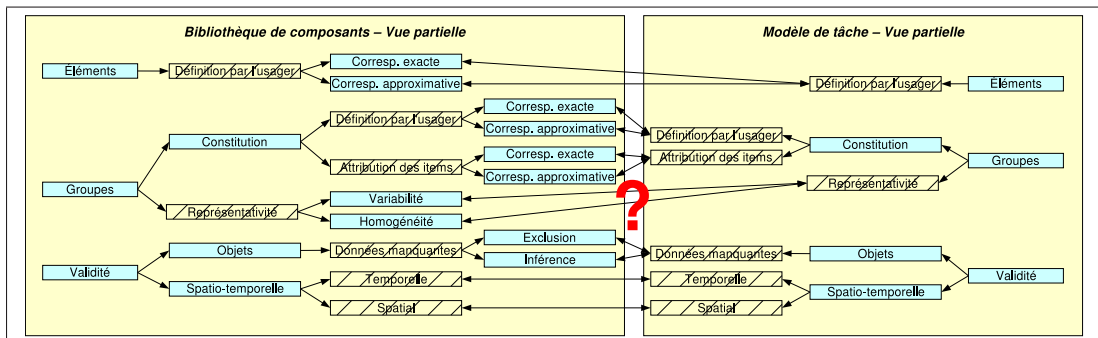 Bibliothèque de composants – Vue partielle
Éléments
Définition par l'usager
Corresp. exacte
Corresp. approximative
Groupes
Constitution
Définition par l'usager
Corresp. exacte
Corresp. approximative
Attribution des items
Corresp. exacte
Corresp. approximative
Représentativité
Variabilité
Homogénéité
Validité
Objets
Données manquantes
Exclusion
Inférence
Spatio-temporelle
Temporelle
Spatial
?
Modèle de tâche – Vue partielle
Définition par l'usager
Éléments
Définition par l'usager
Attribution des items
Constitution
Représentativité
Groupes
Données manquantes
Objets
Temporelle
Spatial
Spatio-temporelle
Validité